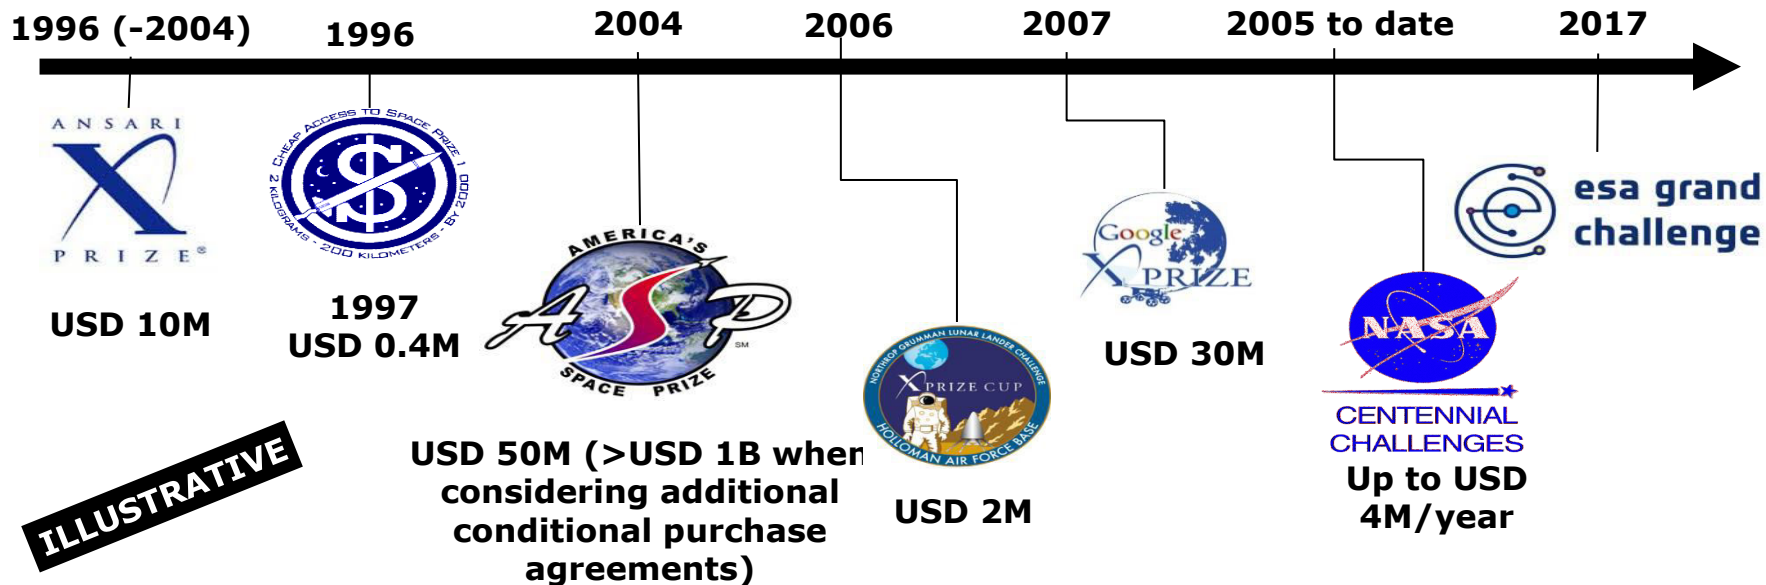 1996 (-2004)
1996
2004
2006
2007
2005 to date
2017
ANSARI
X
PRIZE®
USD 10M
CHEAP ACCESS TO SPACE PRIZE
2 KILOGRAMS - 200 KILOMETERS - BY 2000
$
1997
USD 0.4M
AMERICA'S
ASP
SM
SPACE PRIZE
USD 50M (>USD 1B when
considering additional
conditional purchase
agreements)
NORTHROP GRUMMAN LUNAR LANDER CHALLENGE
X PRIZE CUP
HOLLOMAN AIR FORCE BASE
USD 2M
Google
X PRIZE
USD 30M
NASA
CENTENNIAL
CHALLENGES
Up to USD
4M/year
esa grand
challenge
ILLUSTRATIVE